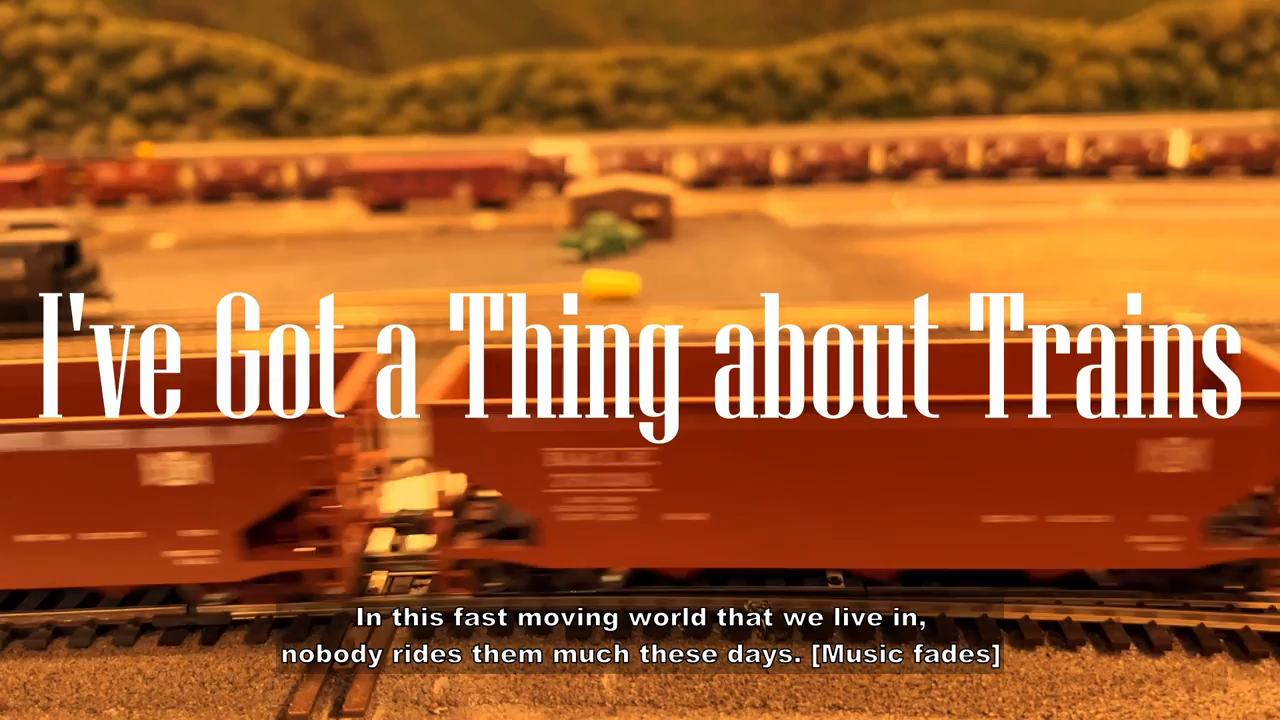 I've Got a Thing about Trains
In this fast moving world that we live in,
nobody rides them much these days. [Music fades]